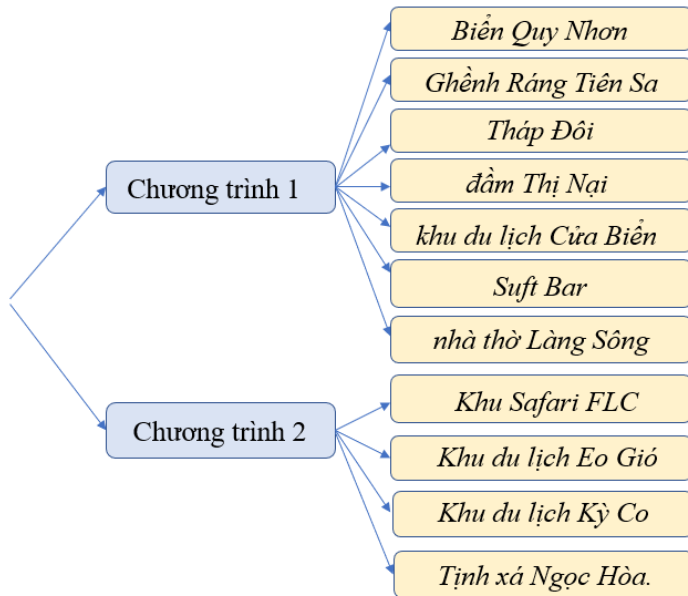 Chương trình 1
Biển Quy Nhơn
Ghềnh Ráng Tiên Sa
Tháp Đôi
đầm Thị Nại
khu du lịch Cửa Biển
Suft Bar
nhà thờ Làng Sông
Chương trình 2
Khu Safari FLC
Khu du lịch Eo Gió
Khu du lịch Kỳ Co
Tịnh xá Ngọc Hòa.